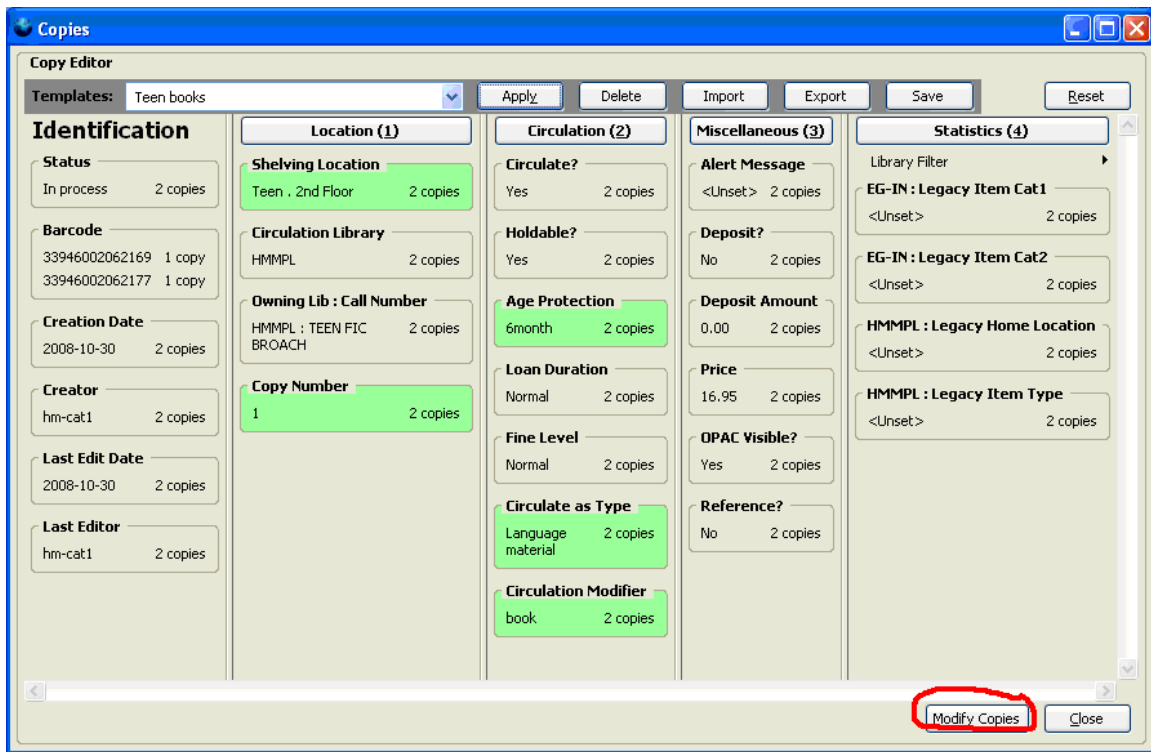 Copies
Copy Editor
Templates: Teen books Apply Delete Import Export Save Reset
Identification
Status
In process 2 copies
Barcode
33946002062169 1 copy
33946002062177 1 copy
Creation Date
2008-10-30 2 copies
Creator
hm-cat1 2 copies
Last Edit Date
2008-10-30 2 copies
Last Editor
hm-cat1 2 copies
Location (1)
Shelving Location
Teen . 2nd Floor 2 copies
Circulation Library
HMMPL 2 copies
Owning Lib : Call Number
HMMPL : TEEN FIC 2 copies
BROACH
Copy Number
1 2 copies
Circulation (2)
Circulate?
Yes 2 copies
Holdable?
Yes 2 copies
Age Protection
6month 2 copies
Loan Duration
Normal 2 copies
Fine Level
Normal 2 copies
Circulate as Type
Language 2 copies
material
Circulation Modifier
book 2 copies
Miscellaneous (3)
Alert Message
<Unset> 2 copies
Deposit?
No 2 copies
Deposit Amount
0.00 2 copies
Price
16.95 2 copies
OPAC Visible?
Yes 2 copies
Reference?
No 2 copies
Statistics (4)
Library Filter
EG-IN : Legacy Item Cat1
<Unset> 2 copies
EG-IN : Legacy Item Cat2
<Unset> 2 copies
HMMPL : Legacy Home Location
<Unset> 2 copies
HMMPL : Legacy Item Type
<Unset> 2 copies
Modify Copies Close